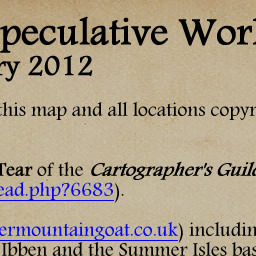 peculative Worl
ry 2012
this map and all locations copyr
Tear of the Cartographer's Guild
ead.php?6683).
ermountaingoat.co.uk) includin
Ibben and the Summer Isles bas